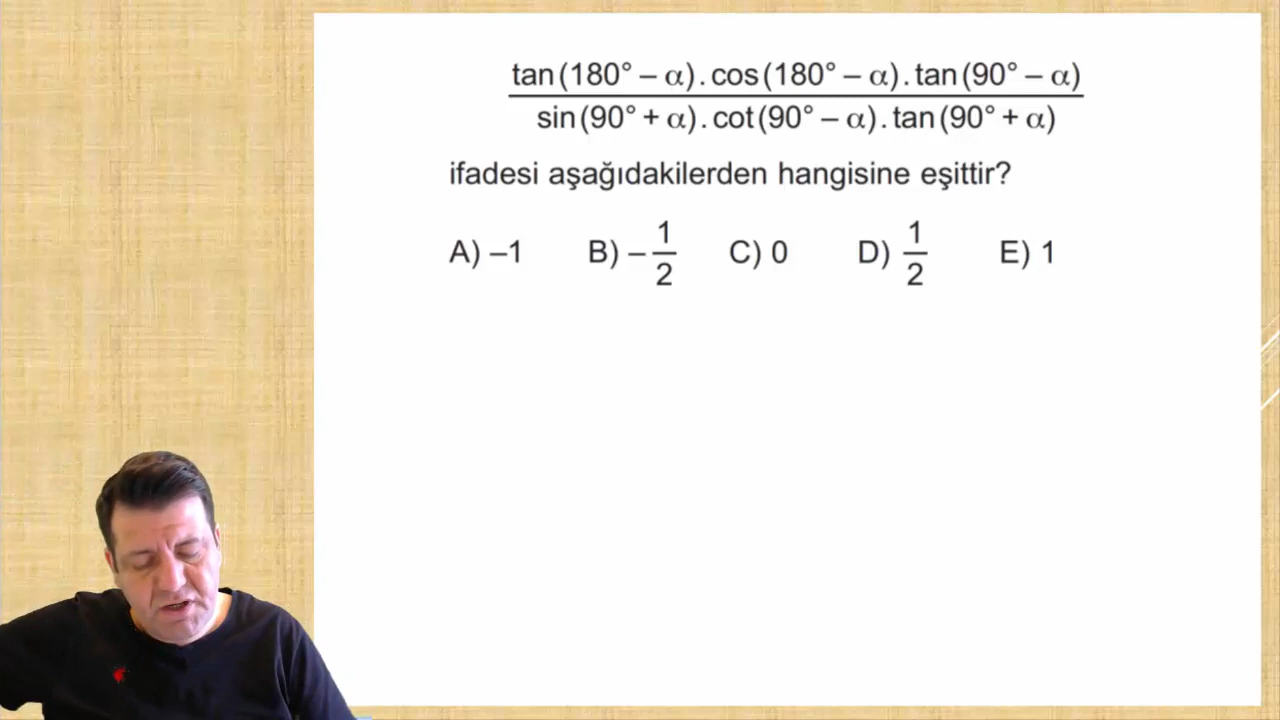 tan(180° – α).cos(180° – α).tan(90° – α)
sin(90° + α).cot(90° – α).tan(90° + α)
ifadesi aşağıdakilerden hangisine eşittir?
A) –1 B) –1/2 C) 0 D) 1/2 E) 1